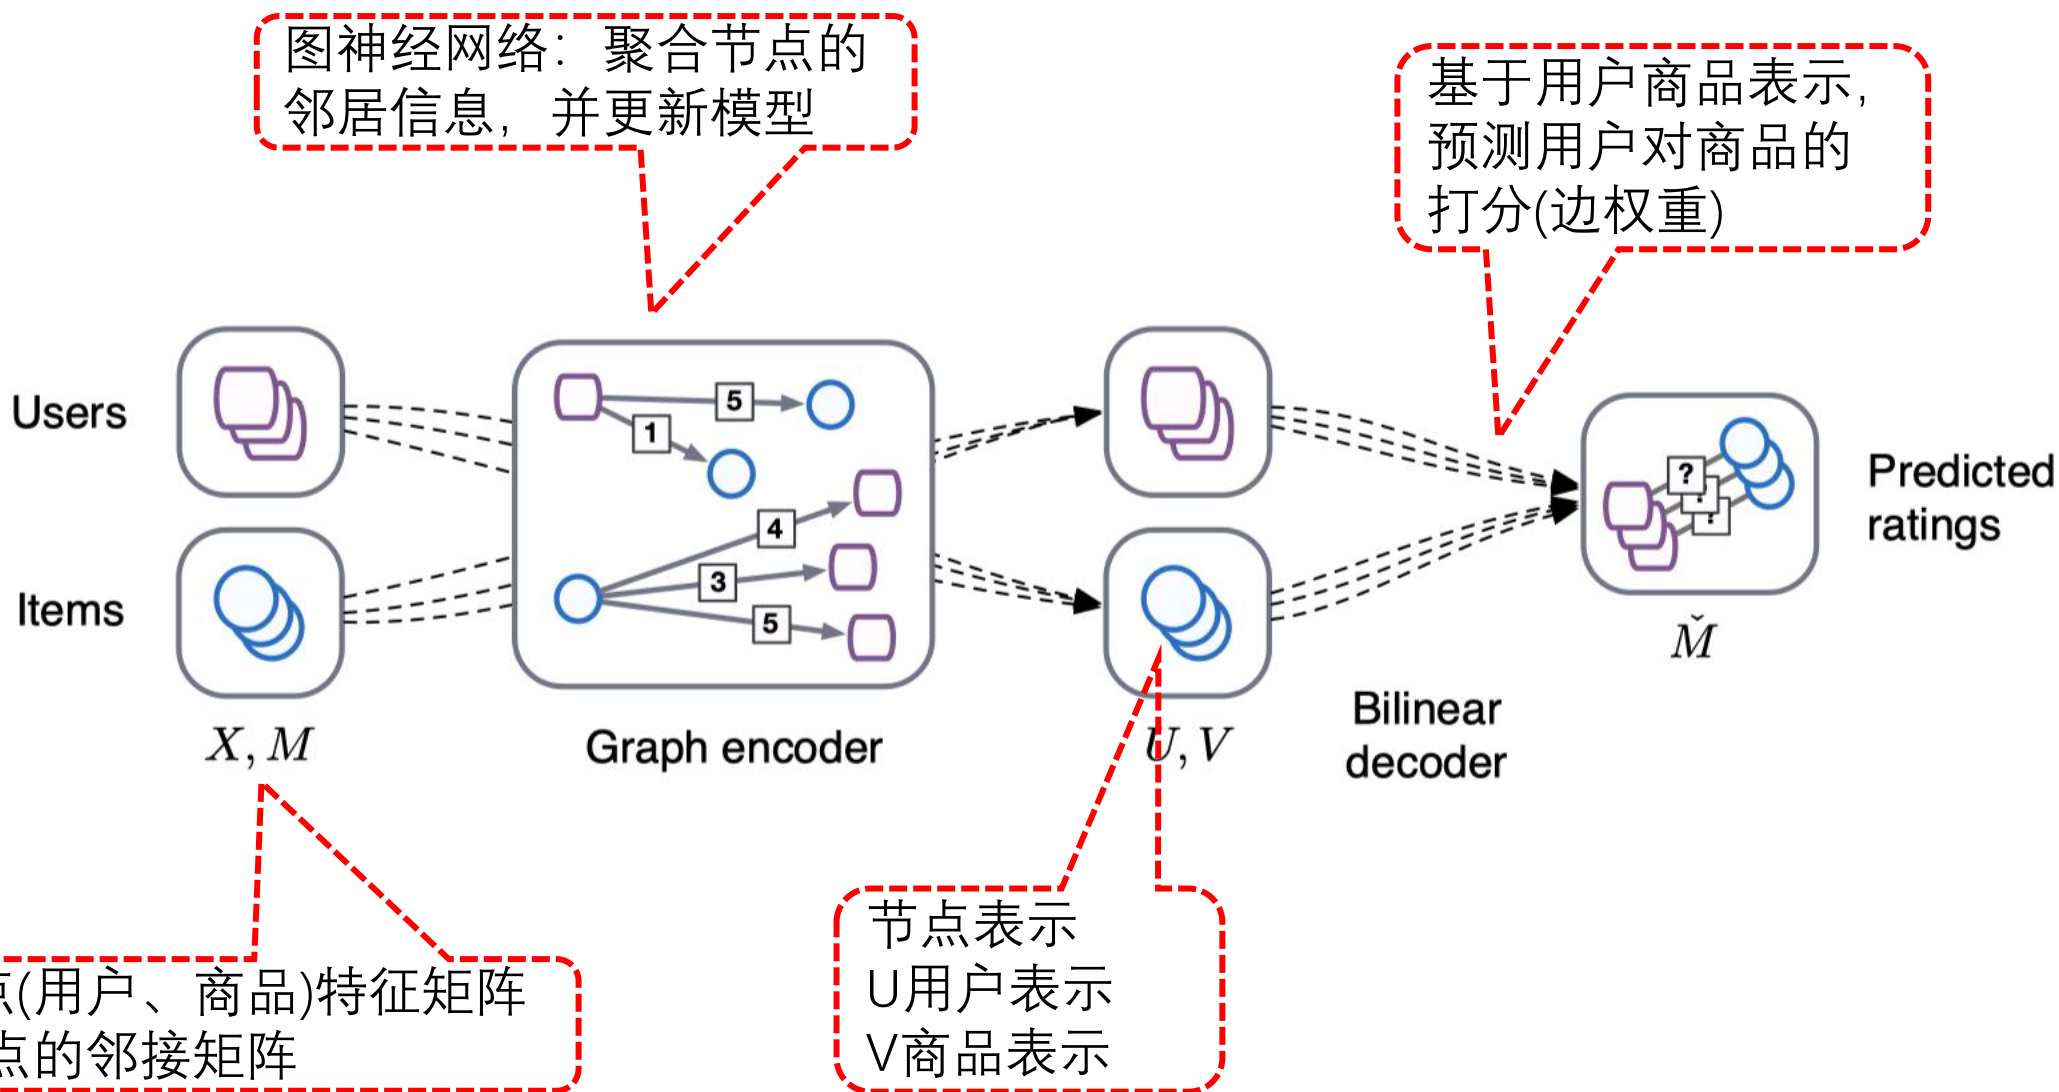 图神经网络：聚合节点的
邻居信息，并更新模型
基于用户商品表示，
预测用户对商品的
打分(边权重)
Users
Items
X, M
5
1
4
3
5
Graph encoder
U, V
Bilinear
decoder
?
?
?
Predicted
ratings
M̌
点(用户、商品)特征矩阵
点的邻接矩阵
节点表示
U用户表示
V商品表示